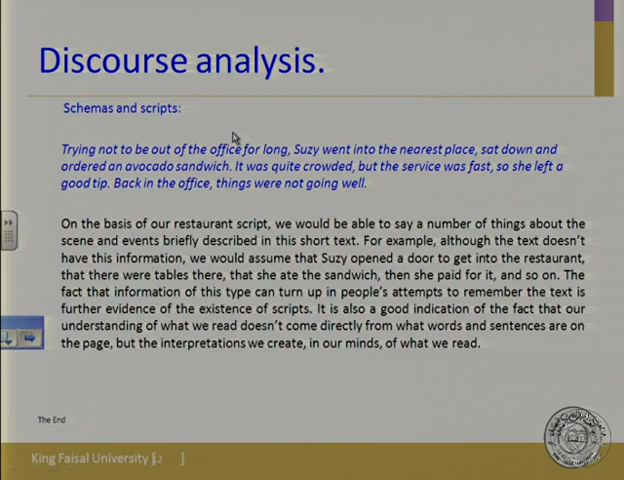 Discourse analysis.
Schemas and scripts:
Trying not to be out of the office for long, Suzy went into the nearest place, sat down and
ordered an avocado sandwich. It was quite crowded, but the service was fast, so she left a
good tip. Back in the office, things were not going well.
On the basis of our restaurant script, we would be able to say a number of things about the
scene and events briefly described in this short text. For example, although the text doesn't
have this information, we would assume that Suzy opened a door to get into the restaurant,
that there were tables there, that she ate the sandwich, then she paid for it, and so on. The
fact that information of this type can turn up in people's attempts to remember the text is
further evidence of the existence of scripts. It is also a good indication of the fact that our
understanding of what we read doesn't come directly from what words and sentences are on
the page, but the interpretations we create, in our minds, of what we read.
The End
King Faisal University [ 12 ]